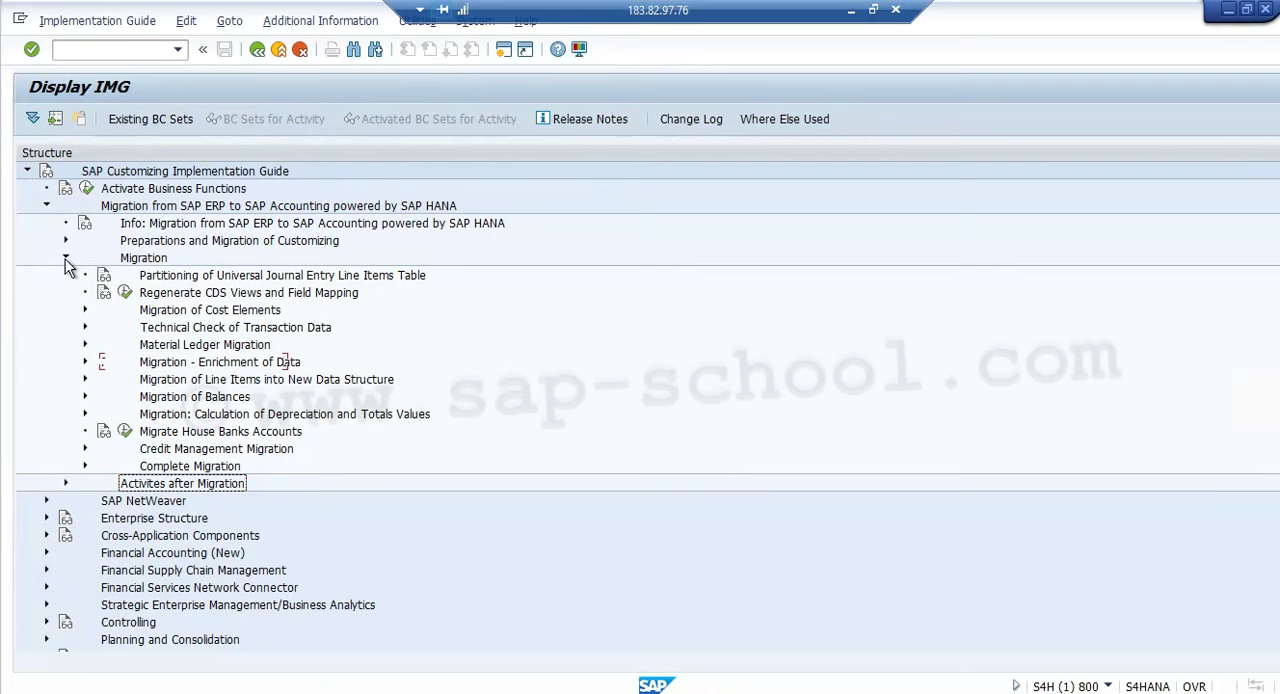 183.82.97.76
Implementation Guide Edit Goto Additional Information Utilities System Help
Display IMG
Existing BC Sets BC Sets for Activity Activated BC Sets for Activity Release Notes Change Log Where Else Used
Structure
SAP Customizing Implementation Guide
Activate Business Functions
Migration from SAP ERP to SAP Accounting powered by SAP HANA
Info: Migration from SAP ERP to SAP Accounting powered by SAP HANA
Preparations and Migration of Customizing
Migration
Partitioning of Universal Journal Entry Line Items Table
Regenerate CDS Views and Field Mapping
Migration of Cost Elements
Technical Check of Transaction Data
Material Ledger Migration
Migration - Enrichment of Data
Migration of Line Items into New Data Structure
Migration of Balances
Migration: Calculation of Depreciation and Totals Values
Migrate House Banks Accounts
Credit Management Migration
Complete Migration
Activites after Migration
SAP NetWeaver
Enterprise Structure
Cross-Application Components
Financial Accounting (New)
Financial Supply Chain Management
Financial Services Network Connector
Strategic Enterprise Management/Business Analytics
Controlling
Planning and Consolidation
© www.sap-school.com
SAP S4H (1) 800 S4HANA OVR